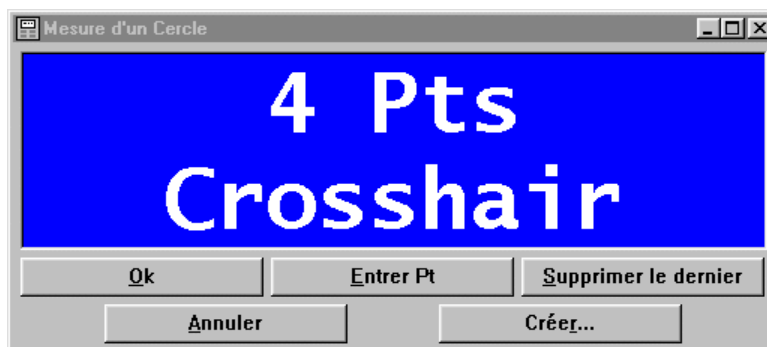 Mesure d'un Cercle
4 Pts
Crosshair
Ok Entrer Pt Supprimer le dernier
Annuler Créer...